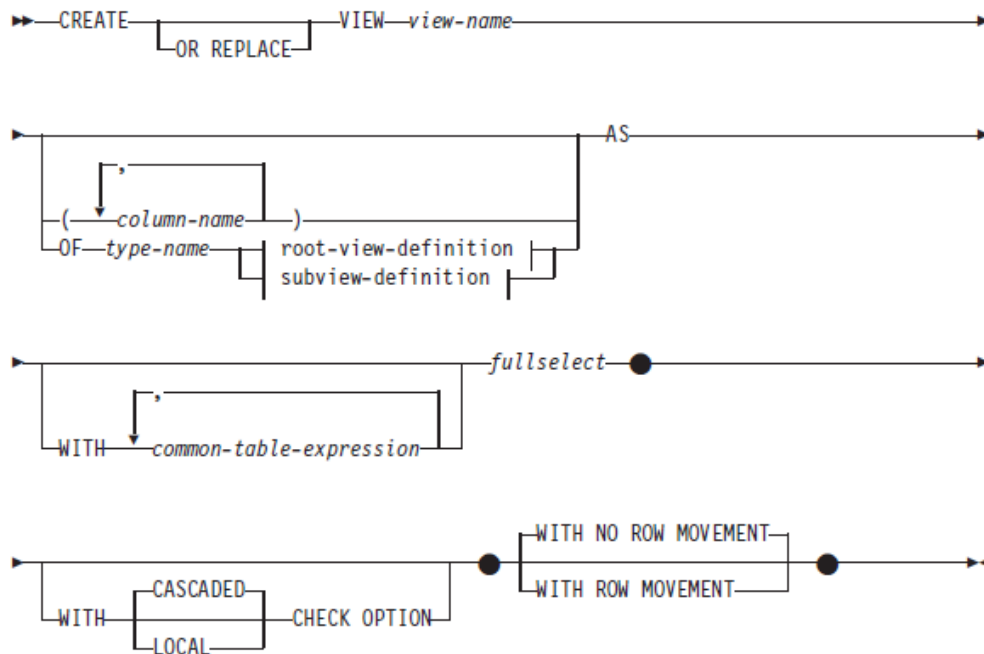 CREATE VIEW view-name
OR REPLACE
AS
,
( column-name )
OF type-name root-view-definition
subview-definition
fullselect
,
WITH common-table-expression
WITH NO ROW MOVEMENT
CASCADED WITH ROW MOVEMENT
WITH CHECK OPTION
LOCAL